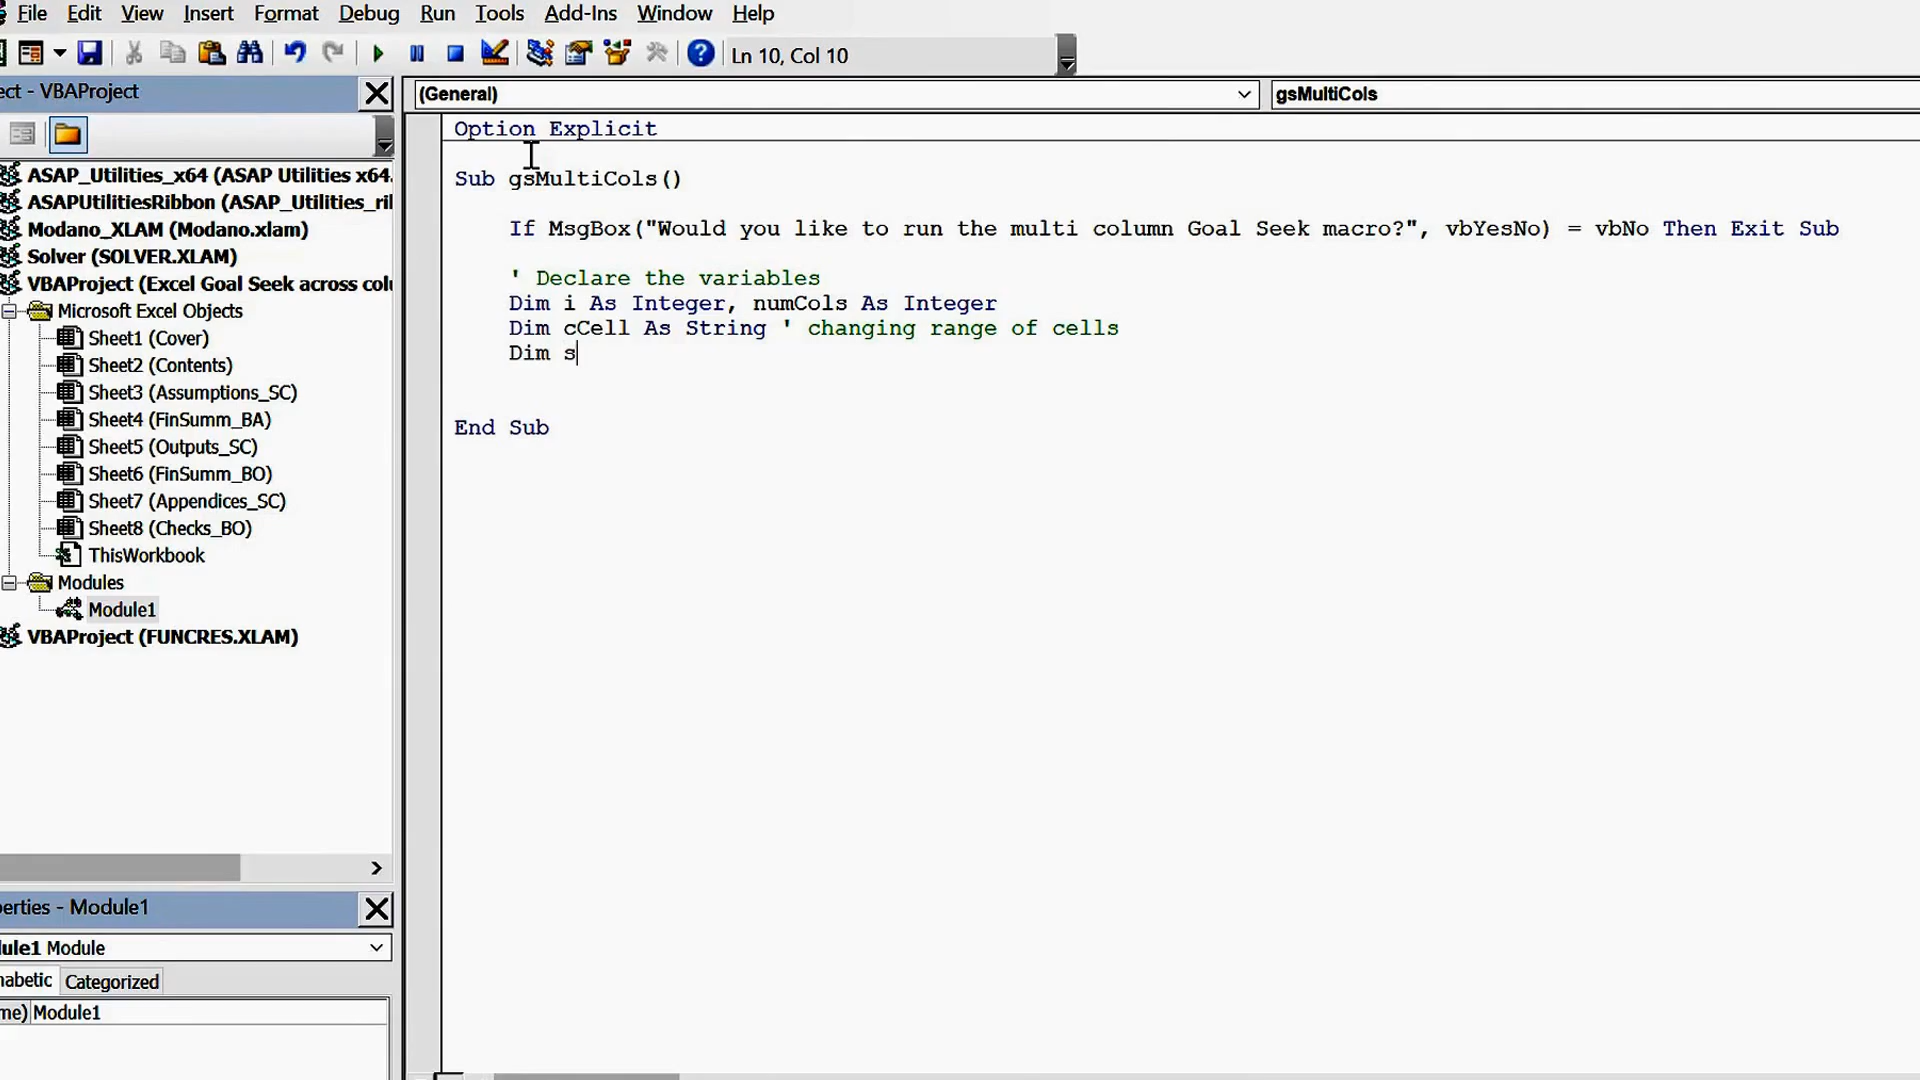 File Edit View Insert Format Debug Run Tools Add-Ins Window Help
Ln 10, Col 10
ect - VBAProject
(General) gsMultiCols
ASAP_Utilities_x64 (ASAP Utilities x64.
ASAPUtilitiesRibbon (ASAP_Utilities_ril
Modano_XLAM (Modano.xlam)
Solver (SOLVER.XLAM)
VBAProject (Excel Goal Seek across colu
Microsoft Excel Objects
Sheet1 (Cover)
Sheet2 (Contents)
Sheet3 (Assumptions_SC)
Sheet4 (FinSumm_BA)
Sheet5 (Outputs_SC)
Sheet6 (FinSumm_BO)
Sheet7 (Appendices_SC)
Sheet8 (Checks_BO)
ThisWorkbook
Modules
Module1
VBAProject (FUNCRES.XLAM)
erties - Module1
dule1 Module
habetic Categorized
me) Module1
Option Explicit
Sub gsMultiCols()
If MsgBox("Would you like to run the multi column Goal Seek macro?", vbYesNo) = vbNo Then Exit Sub
' Declare the variables
Dim i As Integer, numCols As Integer
Dim cCell As String ' changing range of cells
Dim s
End Sub